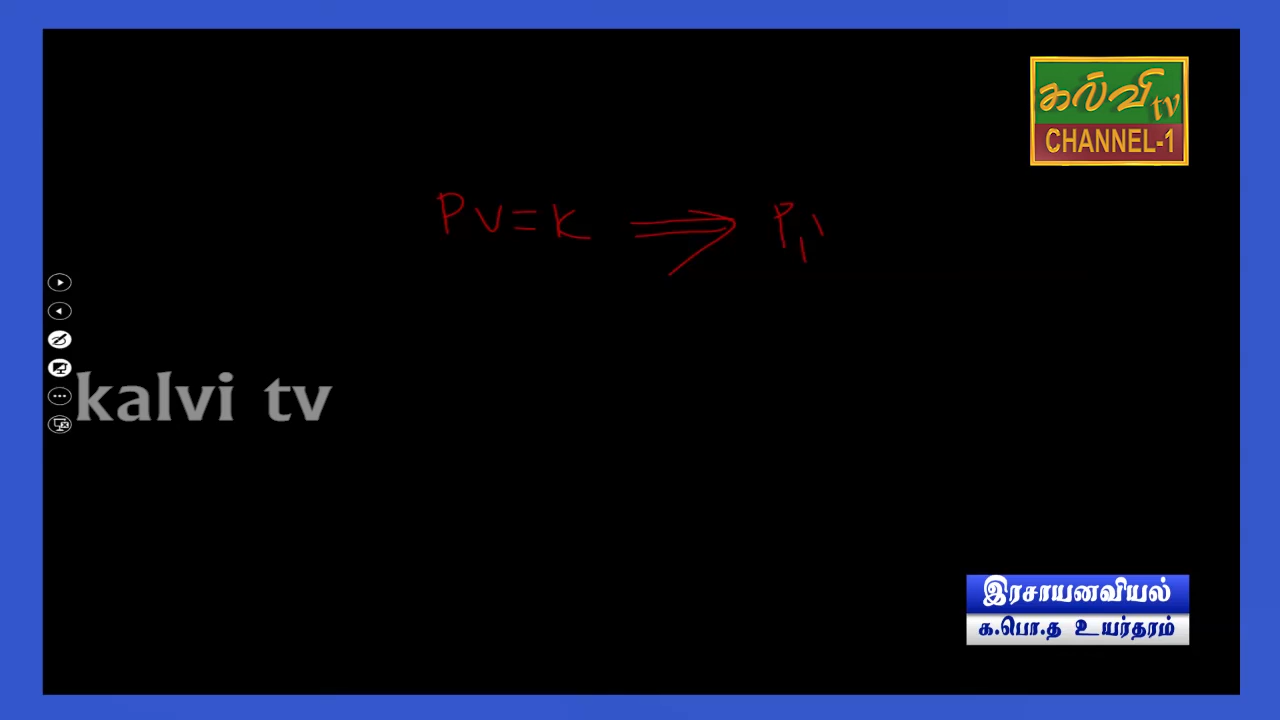 கல்வி tv
CHANNEL-1
PV=K ⟹ P₁
kalvi tv
இரசாயனவியல்
க.பொ.த உயர்தரம்